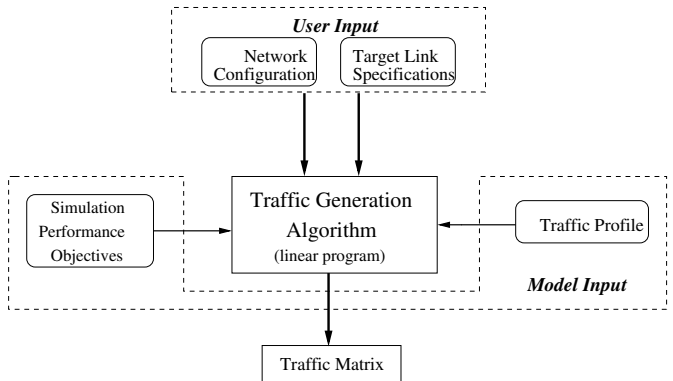 User Input
Network
Configuration
Target Link
Specifications
Traffic Generation
Algorithm
(linear program)
Simulation
Performance
Objectives
Traffic Profile
Model Input
Traffic Matrix